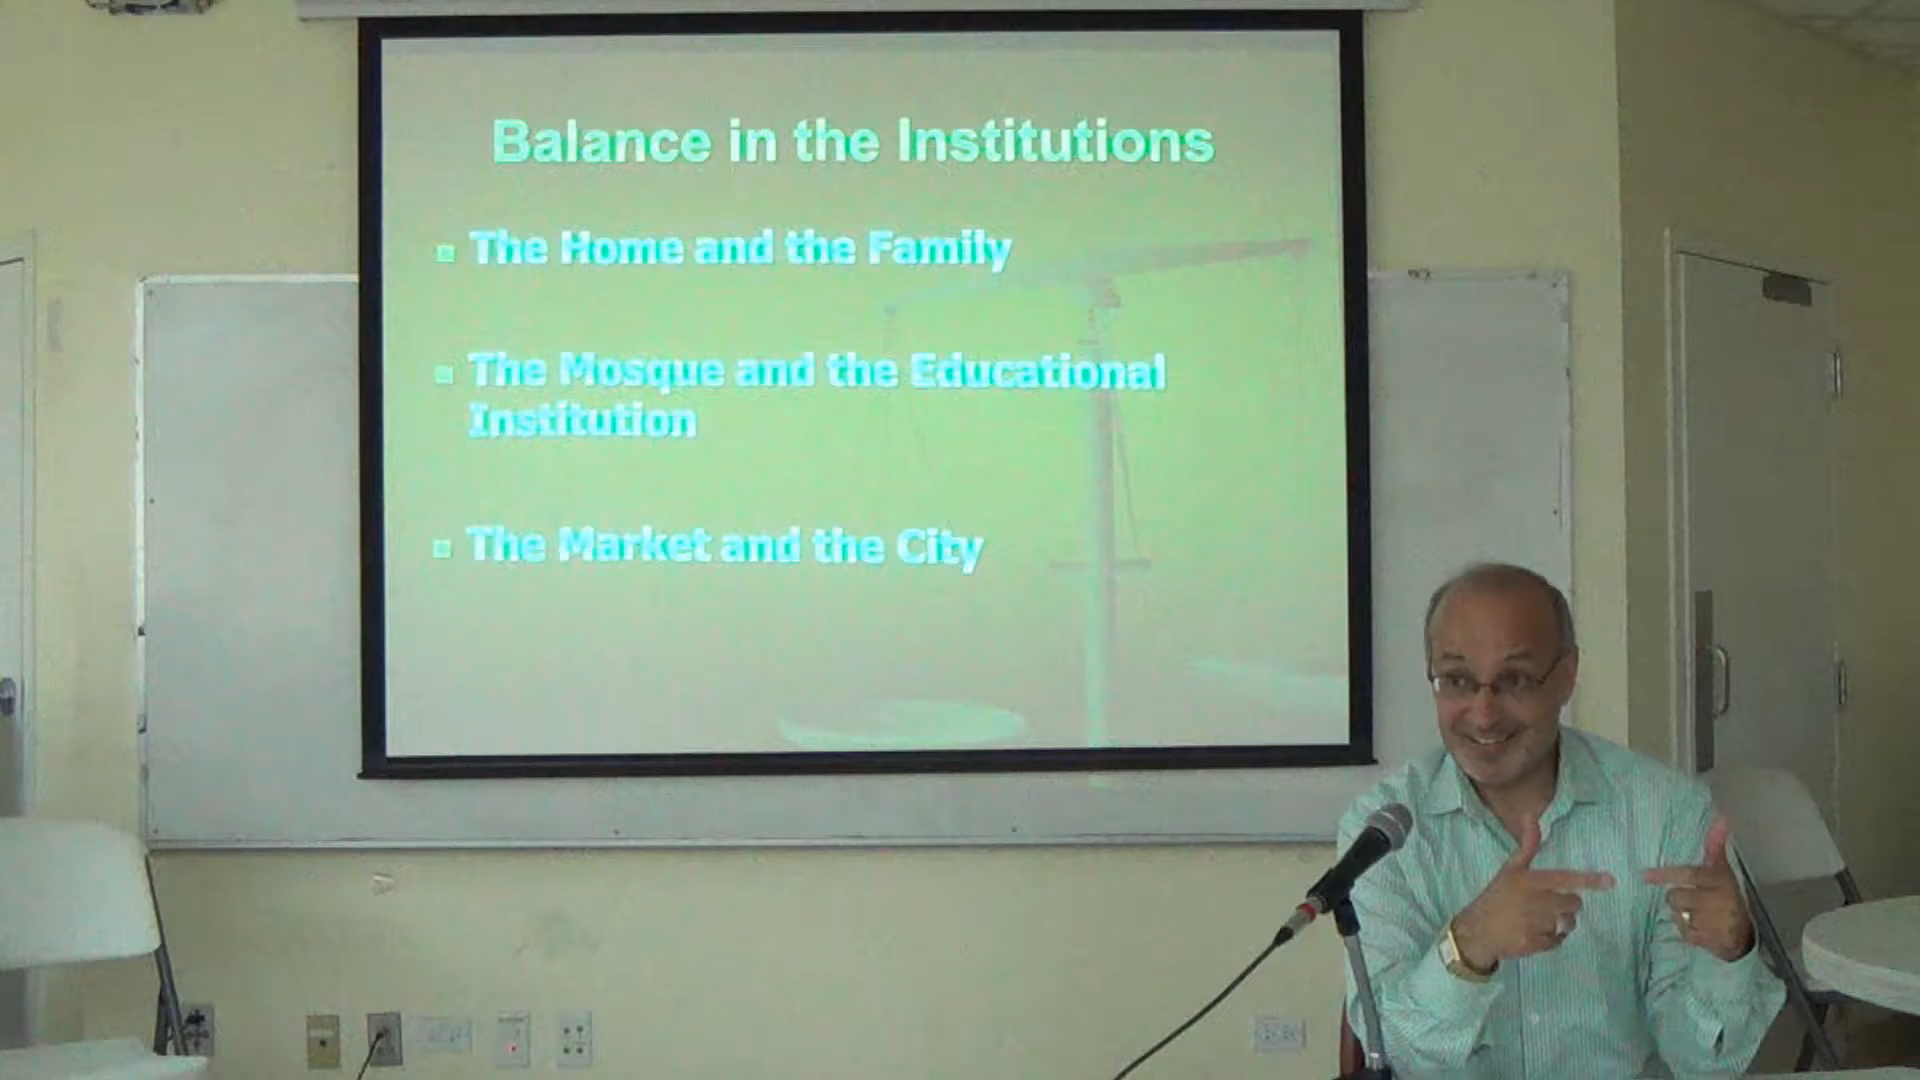 Balance in the Institutions
The Home and the Family
The Mosque and the Educational
Institution
The Market and the City